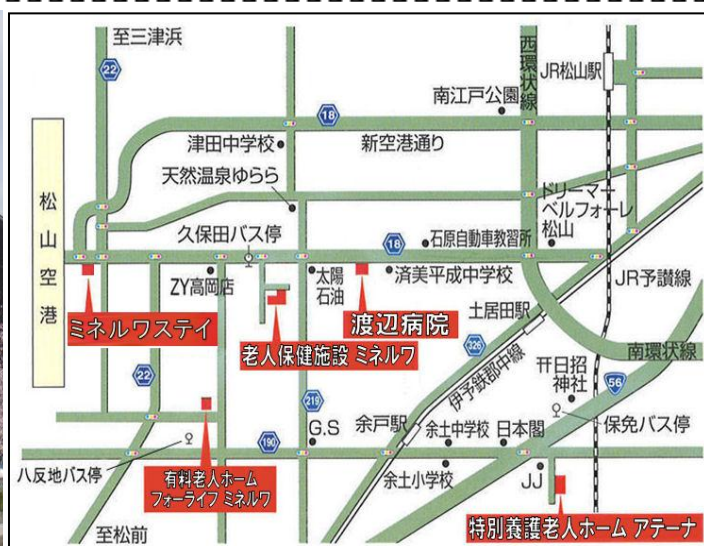 至三津浜
22
西環状線
JR松山駅
南江戸公園
18
新空港通り
津田中学校
天然温泉ゆらら
ドリーマー
ベルフォーレ
松山
松山空港
久保田バス停
18
石原自動車教習所
ZY高岡店
太陽
石油
済美平成中学校
JR予讃線
ミネルワステイ
渡辺病院
老人保健施設 ミネルワ
土居田駅
326
伊予鉄郡中線
南環状線
22
219
日招
神社
56
余戸駅
G.S
190
余土中学校
日本閣
保免バス停
八反地バス停
有料老人ホーム
フォーライフ ミネルワ
余土小学校
JJ
至松前
特別養護老人ホーム アテーナ